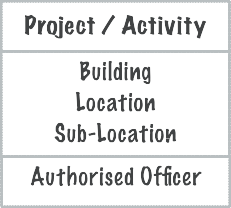 Project / Activity
Building
Location
Sub-Location
Authorised Officer